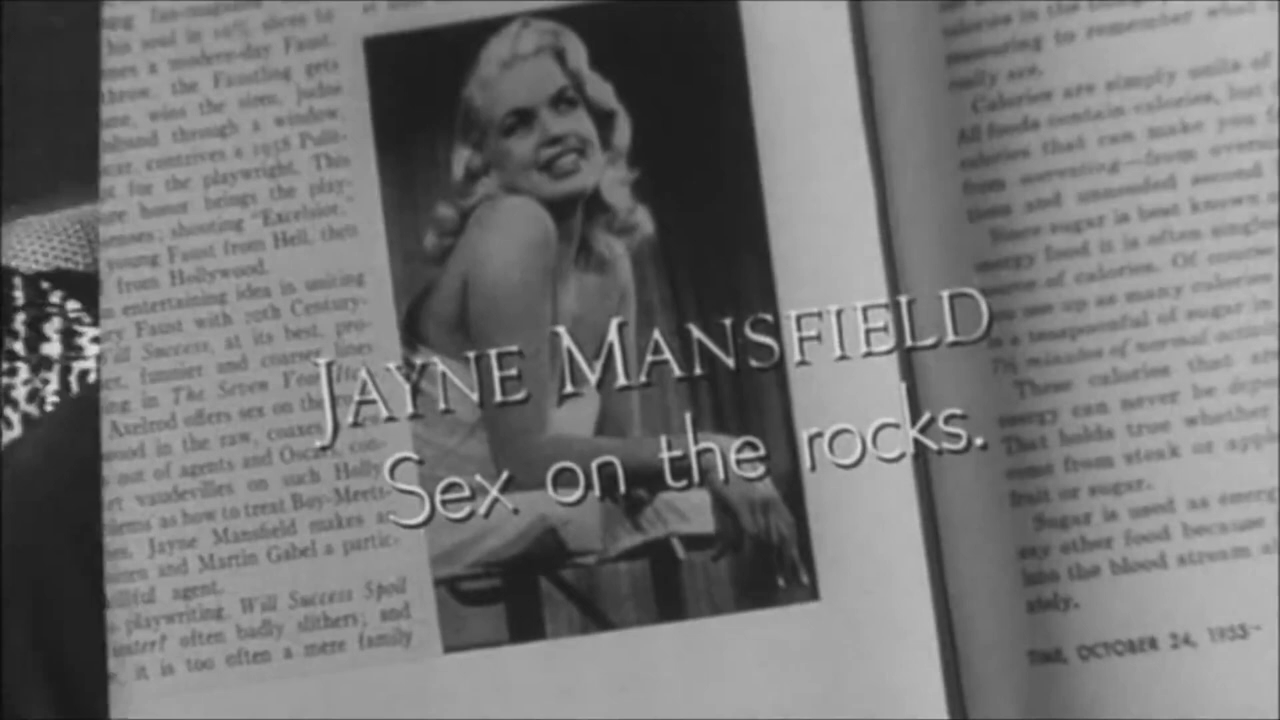 his soul in 10% slices to
a modern-day Faust.
throw, the Faustling gets
wins the siren, Judas
through a window
contrives a 1958 Pulit-
for the playwright. This
honor brings the play-
shouting "Excelsior,"
young Faust from Hell, then
from Hollywood.
entertaining idea in uniting
Faust with 20th Century-
Will Success, at its best, pro-
funnier and coarser lines
in The Seven Year Itch
Axelrod offers sex on the
in the raw, coaxes
out of agents and Oscars, con-
vaudevilles on such Holly-
as how to treat Boy-Meets-
Jayne Mansfield makes a
and Martin Gabel a partic-
agent.
playwriting. Will Success Spoil
often badly slithers; and
it is too often a mere family
JAYNE MANSFIELD
Sex on the rocks.
calories in the
to remember what
really are.
Calories are simply units of
All foods contain calories, but
calories that can make you
from overeating—from
and unneeded second
Since sugar is best known
energy food it is often
of calories. Of course
use up as many calories
a teaspoonful of sugar in
minutes of normal
These calories that are
energy can never be
That holds true whether
come from steak or apple
fruit or sugar.
Sugar is used as energy
any other food because
into the blood stream
ately.
TIME, OCTOBER 24, 1955